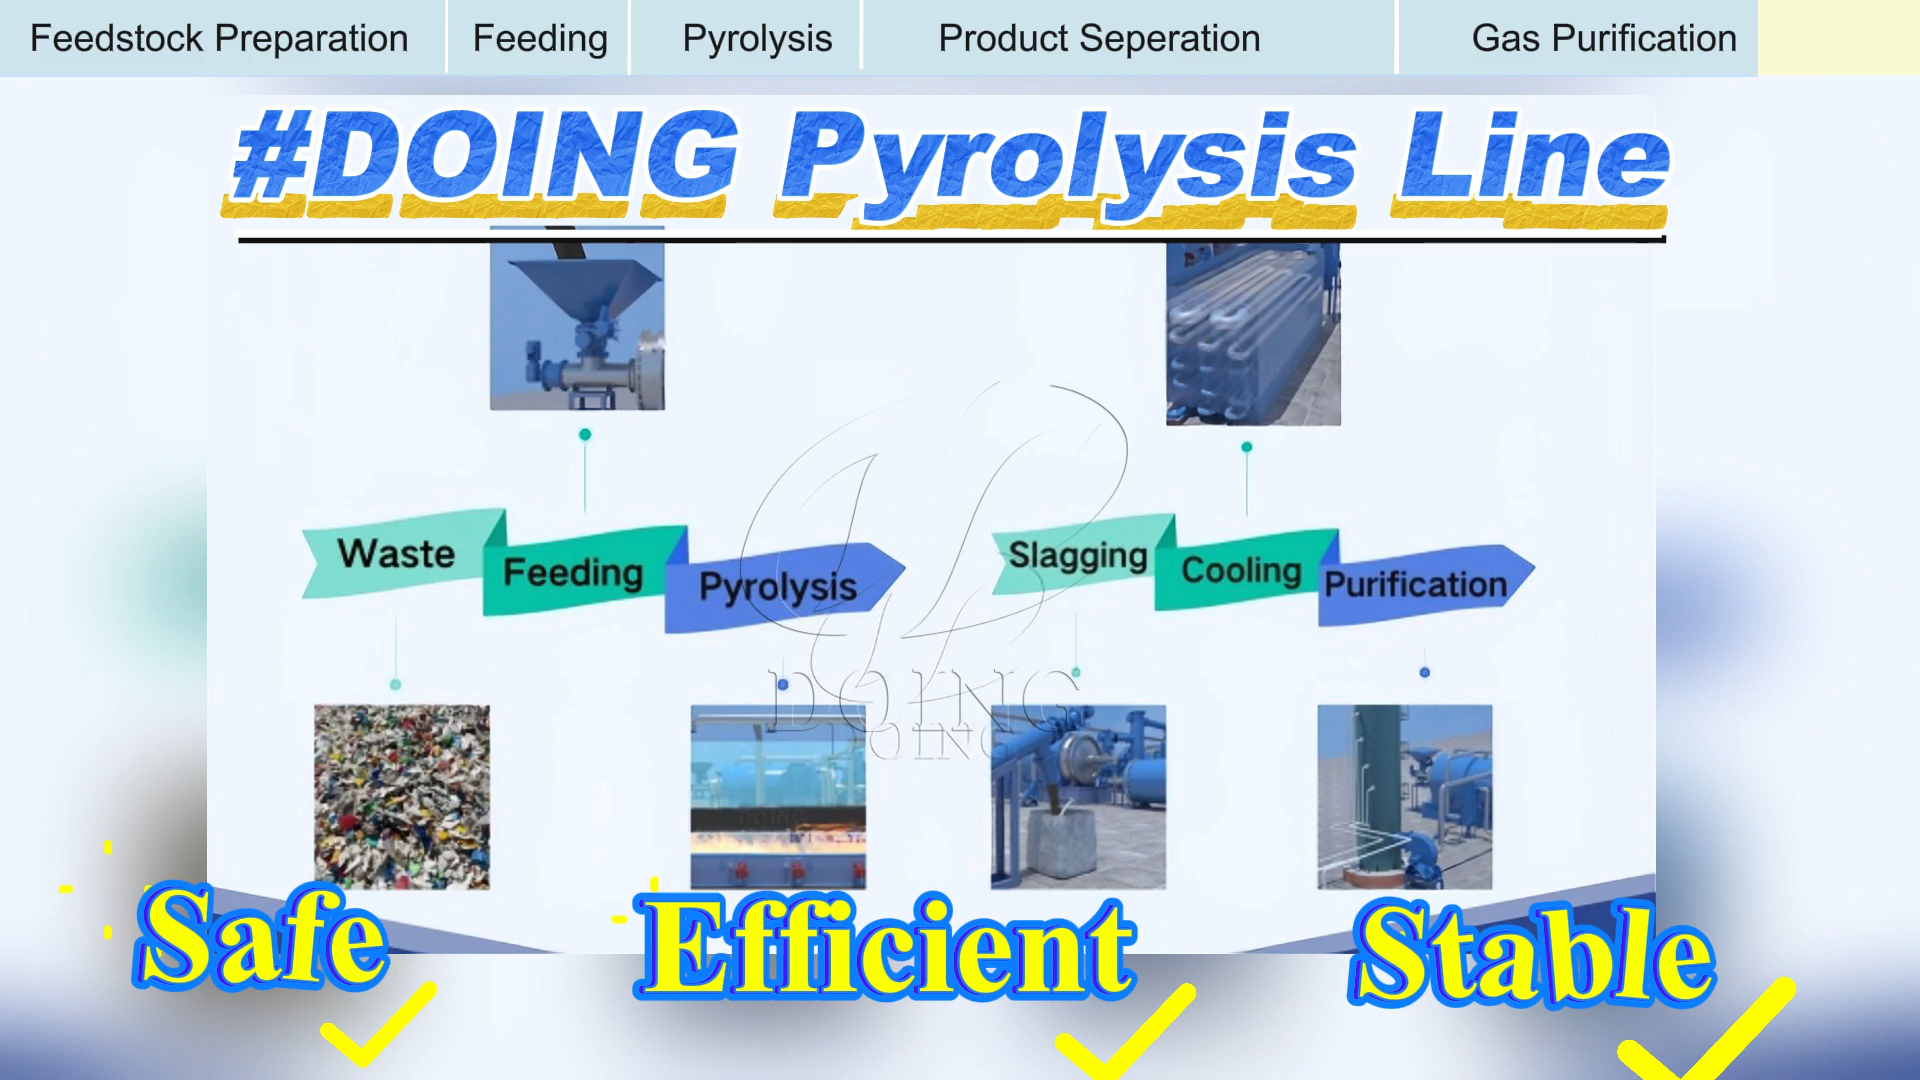 Feedstock Preparation
Feeding
Pyrolysis
Product Seperation
Gas Purification
#DOING Pyrolysis Line
Waste
Feeding
Pyrolysis
Slagging
Cooling
Purification
DOING
DOING
Safe
Efficient
Stable